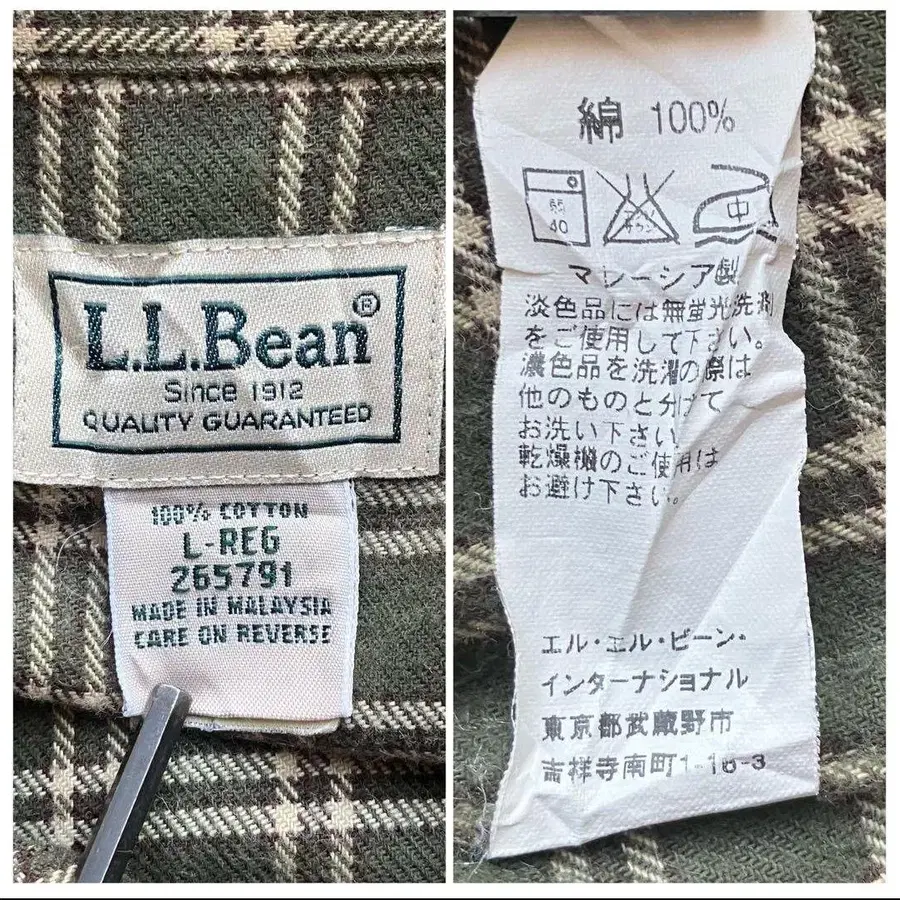 L.L.Bean®
Since 1912
QUALITY GUARANTEED
100% COTTON
L-REG
265791
MADE IN MALAYSIA
CARE ON REVERSE
綿 100%
40
中
マレーシア製
淡色品には無蛍光洗剤
をご使用して下さい。
濃色品を洗濯の際は
他のものと分けて
お洗い下さい
乾燥機のご使用は
お避け下さい。
エル・エル・ビーン・
インターナショナル
東京都武蔵野市
吉祥寺南町1-16-3